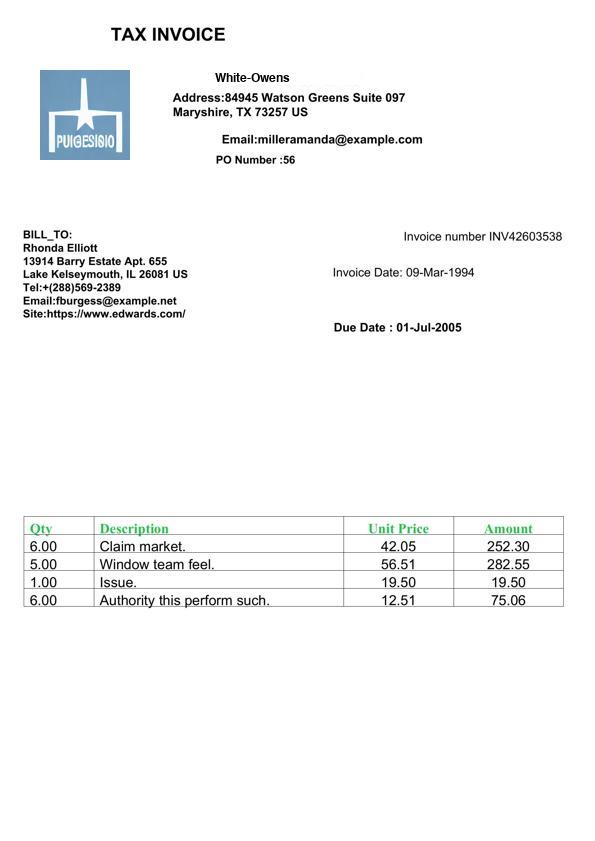 TAX INVOICE
White-Owens
Address:84945 Watson Greens Suite 097
Maryshire, TX 73257 US
PUIGESISIO
Email:milleramanda@example.com
PO Number :56
BILL_TO:
Rhonda Elliott
13914 Barry Estate Apt. 655
Lake Kelseymouth, IL 26081 US
Tel:+(288)569-2389
Email:fburgess@example.net
Site:https://www.edwards.com/
Invoice number INV42603538
Invoice Date: 09-Mar-1994
Due Date : 01-Jul-2005
Qty Description Unit Price Amount
6.00 Claim market. 42.05 252.30
5.00 Window team feel. 56.51 282.55
1.00 Issue. 19.50 19.50
6.00 Authority this perform such. 12.51 75.06